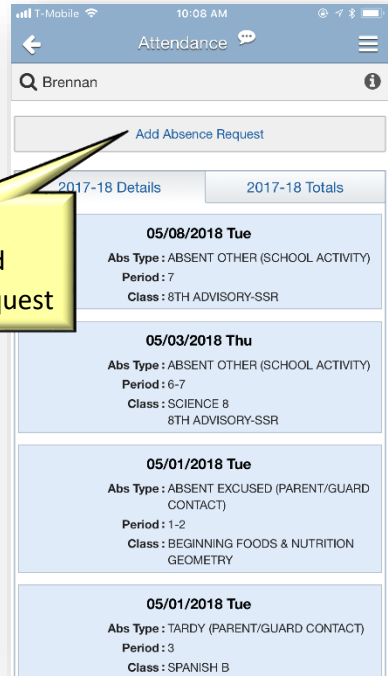 T-Mobile 10:08 AM
Attendance
Brennan
Add Absence Request
2017-18 Details 2017-18 Totals
05/08/2018 Tue
Abs Type : ABSENT OTHER (SCHOOL ACTIVITY)
Period : 7
Class : 8TH ADVISORY-SSR
05/03/2018 Thu
Abs Type : ABSENT OTHER (SCHOOL ACTIVITY)
Period : 6-7
Class : SCIENCE 8
8TH ADVISORY-SSR
05/01/2018 Tue
Abs Type : ABSENT EXCUSED (PARENT/GUARD
CONTACT)
Period : 1-2
Class : BEGINNING FOODS & NUTRITION
GEOMETRY
05/01/2018 Tue
Abs Type : TARDY (PARENT/GUARD CONTACT)
Period : 3
Class : SPANISH B